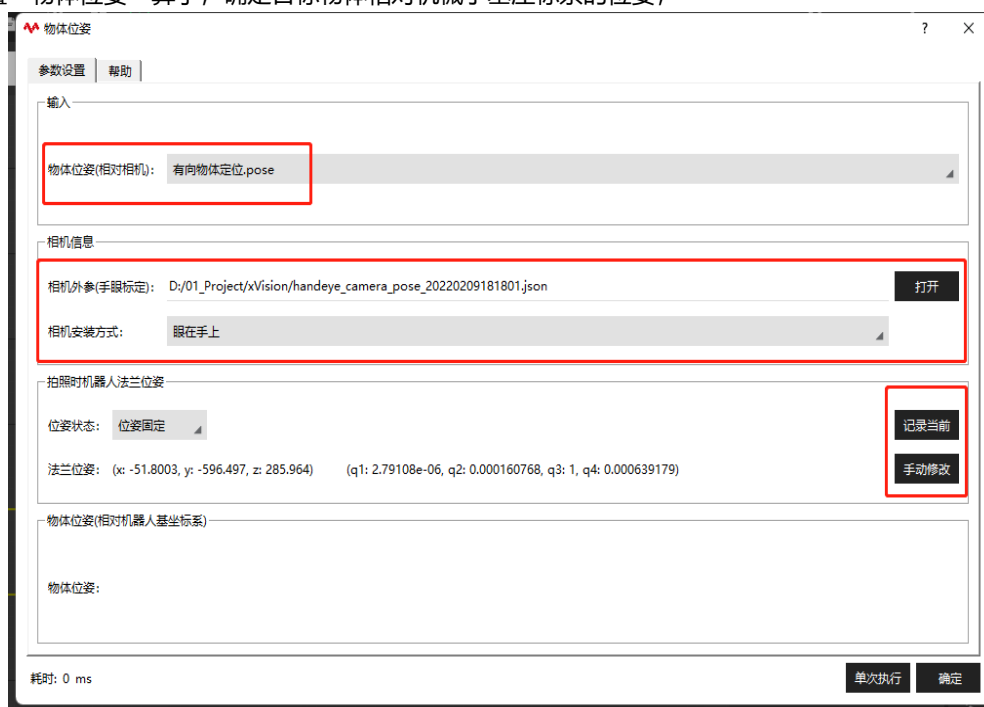 物体位姿 ? ×
参数设置 帮助
输入
物体位姿(相对相机): 有向物体定位.pose
相机信息
相机外参(手眼标定): D:/01_Project/xVision/handeye_camera_pose_20220209181801.json 打开
相机安装方式: 眼在手上
拍照时机器人法兰位姿
位姿状态: 位姿固定 记录当前
法兰位姿: (x: -51.8003, y: -596.497, z: 285.964) (q1: 2.79108e-06, q2: 0.000160768, q3: 1, q4: 0.000639179) 手动修改
物体位姿(相对机器人基坐标系)
物体位姿:
耗时: 0 ms 单次执行 确定